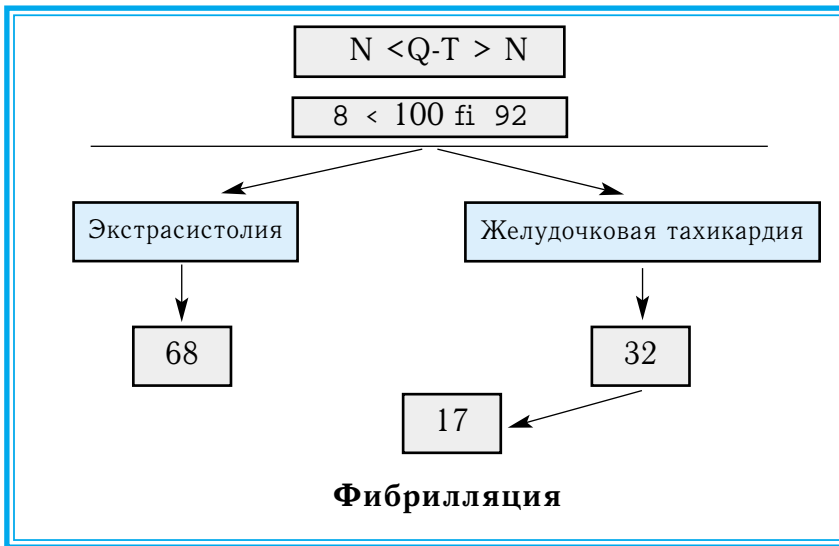 N <Q-T > N
8 < 100 fi 92
Экстрасистолия
Желудочковая тахикардия
68
32
17
Фибрилляция